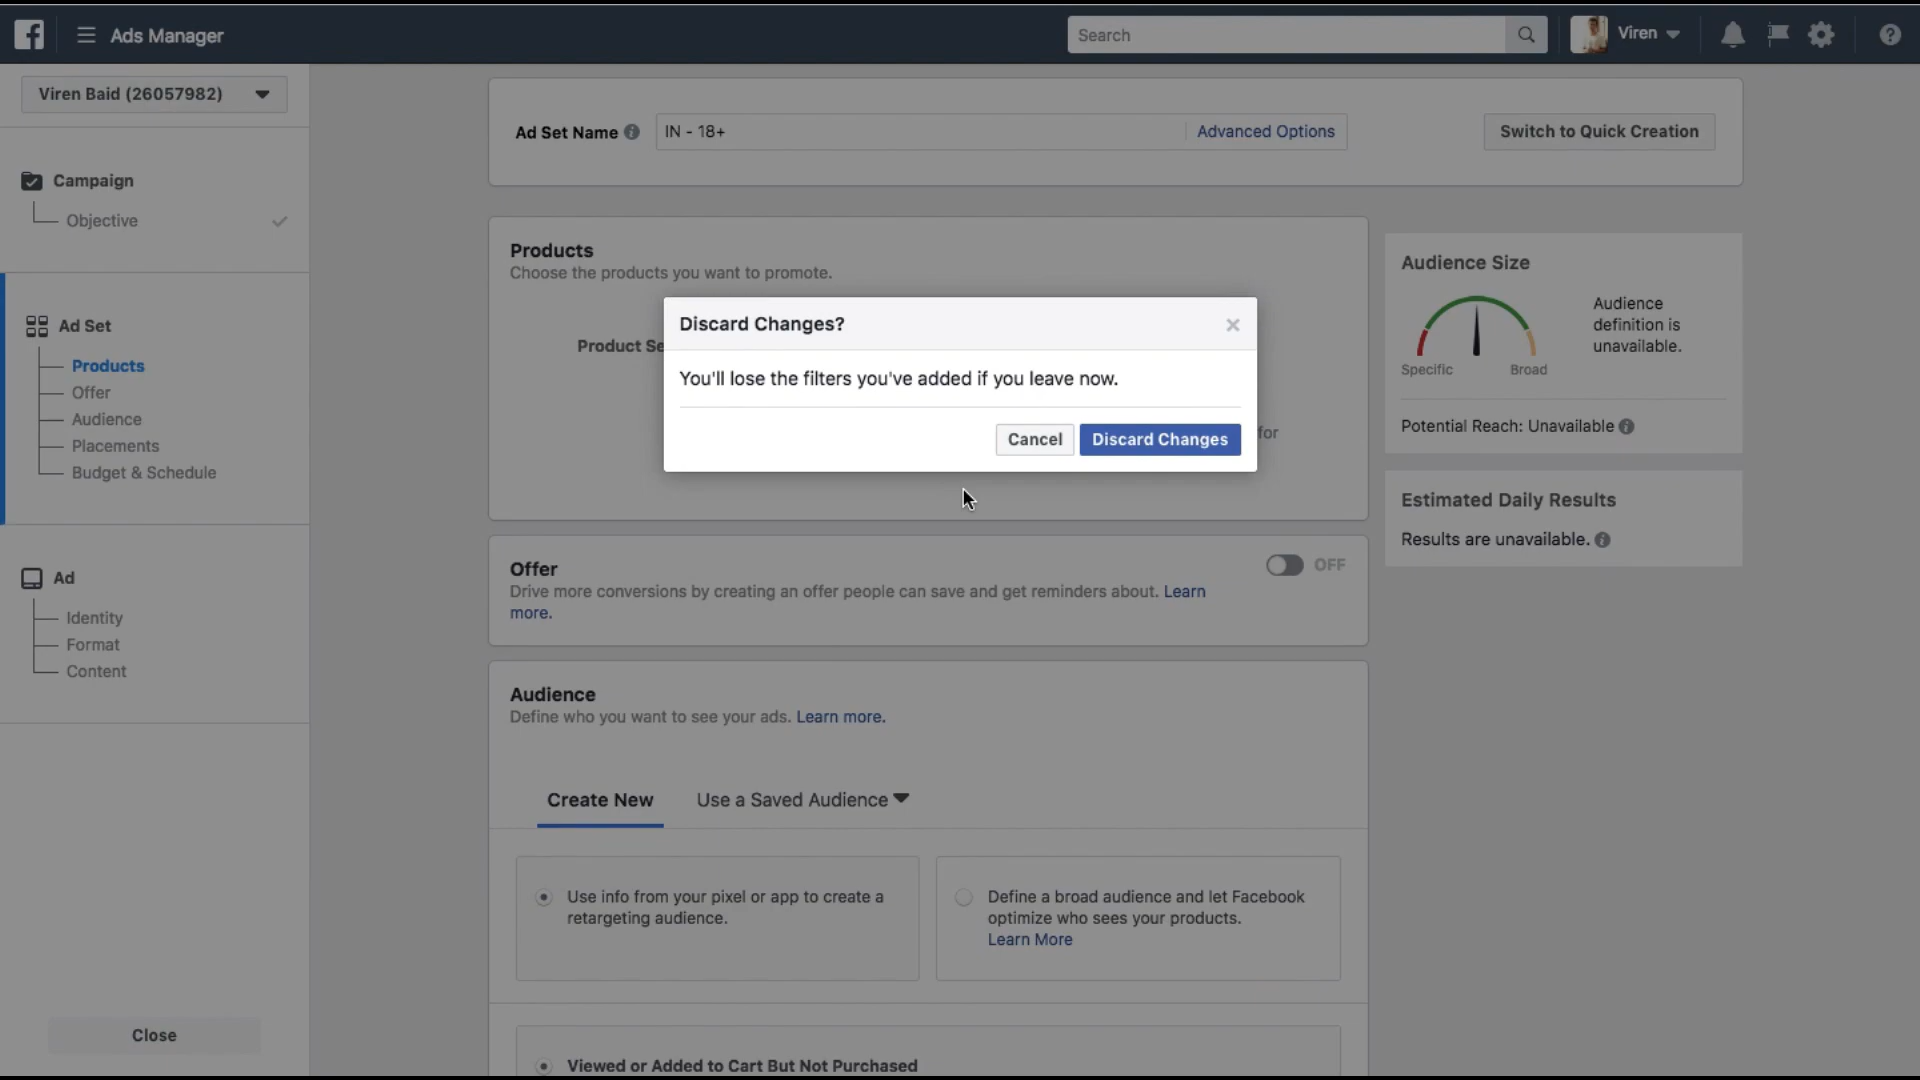 Ads Manager
Search
Viren
Viren Baid (26057982)
Campaign
Objective
Ad Set
Products
Offer
Audience
Placements
Budget & Schedule
Ad
Identity
Format
Content
Close
Ad Set Name
IN - 18+
Advanced Options
Switch to Quick Creation
Products
Choose the products you want to promote.
Product Se
for
Discard Changes?
You'll lose the filters you've added if you leave now.
Cancel
Discard Changes
Offer
OFF
Drive more conversions by creating an offer people can save and get reminders about. Learn
more.
Audience
Define who you want to see your ads. Learn more.
Create New
Use a Saved Audience
Use info from your pixel or app to create a
retargeting audience.
Define a broad audience and let Facebook
optimize who sees your products.
Learn More
Viewed or Added to Cart But Not Purchased
Audience Size
Specific
Broad
Audience
definition is
unavailable.
Potential Reach: Unavailable
Estimated Daily Results
Results are unavailable.